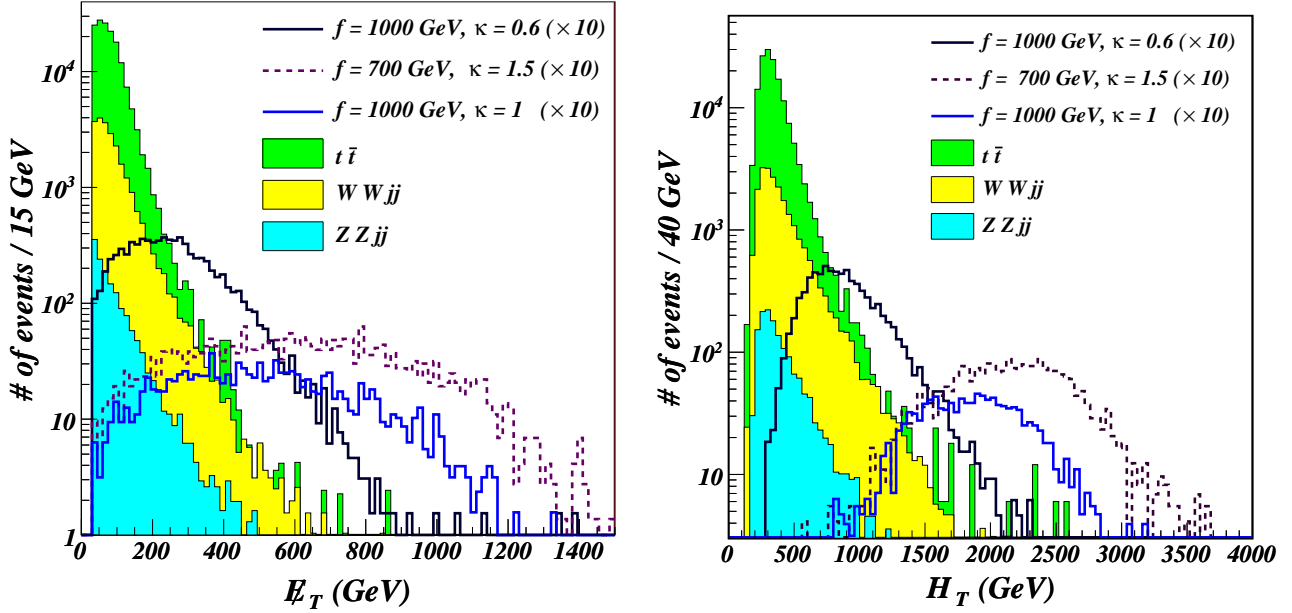 f = 1000 GeV, κ = 0.6 (× 10)
f = 700 GeV, κ = 1.5 (× 10)
f = 1000 GeV, κ = 1 (× 10)
t t̄
W W jj
Z Z jj
# of events / 15 GeV
10⁴
10³
10²
10
1
0 200 400 600 800 1000 1200 1400
E̸_T (GeV)
f = 1000 GeV, κ = 0.6 (× 10)
f = 700 GeV, κ = 1.5 (× 10)
f = 1000 GeV, κ = 1 (× 10)
t t̄
W W jj
Z Z jj
# of events / 40 GeV
10⁴
10³
10²
10
0 500 1000 1500 2000 2500 3000 3500 4000
H_T (GeV)